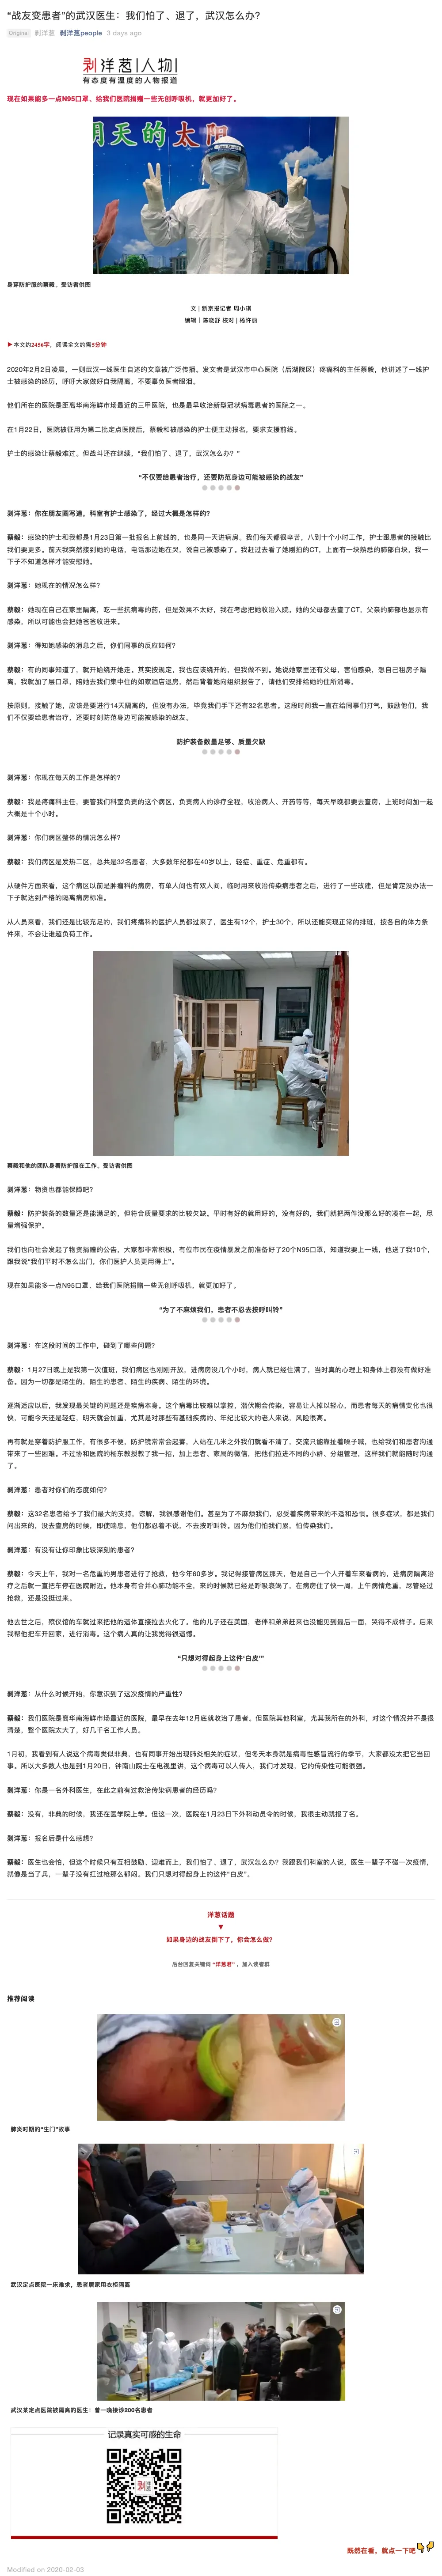 “战友变患者”的武汉医生：我们怕了、退了，武汉怎么办？
Original 剥洋葱 剥洋葱people 3 days ago
剥洋葱|人物|
有态度有温度的人物报道
现在如果能多一点N95口罩、给我们医院捐赠一些无创呼吸机，就更加好了。
明天的太阳
身穿防护服的蔡毅。受访者供图
文 | 新京报记者 周小琪
编辑 | 陈晓舒 校对 | 杨许丽
▶本文约2456字，阅读全文约需5分钟
2020年2月2日凌晨，一则武汉一线医生自述的文章被广泛传播。发文者是武汉市中心医院（后湖院区）疼痛科的主任蔡毅，他讲述了一线护
士被感染的经历，呼吁大家做好自我隔离，不要辜负医者眼泪。
他们所在的医院是距离华南海鲜市场最近的三甲医院，也是最早收治新型冠状病毒患者的医院之一。
在1月22日，医院被征用为第二批定点医院后，蔡毅和被感染的护士便主动报名，要求支援前线。
护士的感染让蔡毅难过。但战斗还在继续，“我们怕了、退了，武汉怎么办？”
“不仅要给患者治疗，还要防范身边可能被感染的战友”
剥洋葱：你在朋友圈写道，科室有护士感染了，经过大概是怎样的？
蔡毅：感染的护士和我都是1月23日第一批报名上前线的，也是同一天进病房。我们每天都很辛苦，八到十个小时工作，护士跟患者的接触比
我们要更多。前天我突然接到她的电话，电话那边她在哭，说自己被感染了。我赶过去看了她刚拍的CT，上面有一块熟悉的肺部白块，我一
下子不知道怎样才能安慰她。
剥洋葱：她现在的情况怎么样？
蔡毅：她现在自己在家里隔离，吃一些抗病毒的药，但是效果不太好，我在考虑把她收治入院。她的父母都去查了CT，父亲的肺部也显示有
感染，所以可能也会把她爸爸收进来。
剥洋葱：得知她感染的消息之后，你们同事的反应如何？
蔡毅：有的同事知道了，就开始绕开她走。其实按规定，我也应该绕开的，但我做不到。她说她家里还有父母，害怕感染，想自己租房子隔
离，我就加了层口罩，陪她去我们集中住的如家酒店退房，然后背着她向组织报告了，请他们安排给她的住所消毒。
按原则，接触了她，应该是要进行14天隔离的，但没有办法，毕竟我们手下还有32名患者。这段时间我一直在给同事们打气，鼓励他们，我
们不仅要给患者治疗，还要时刻防范身边可能被感染的战友。
防护装备数量足够、质量欠缺
剥洋葱：你现在每天的工作是怎样的？
蔡毅：我是疼痛科主任，要管我们科室负责的这个病区，负责病人的诊疗全程，收治病人、开药等等，每天早晚都要去查房，上班时间加一起
大概是十个小时。
剥洋葱：你们病区整体的情况怎么样？
蔡毅：我们病区是发热二区，总共是32名患者，大多数年纪都在40岁以上，轻症、重症、危重都有。
从硬件方面来看，这个病区以前是肿瘤科的病房，有单人间也有双人间，临时用来收治传染病患者之后，进行了一些改建，但是肯定没办法一
下子就达到严格的隔离病房标准。
从人员来看，我们还是比较充足的，我们疼痛科的医护人员都过来了，医生有12个，护士30个，所以还能实现正常的排班，按各自的体力条
件来，不会让谁超负荷工作。
蔡毅和他的团队身着防护服在工作。受访者供图
剥洋葱：物资也都能保障吧？
蔡毅：防护装备的数量还是能满足的，但符合质量要求的比较欠缺。平时有好的就用好的，没有好的，我们就把两件没那么好的凑在一起，尽
量增强保护。
我们也向社会发起了物资捐赠的公告，大家都非常积极，有位市民在疫情暴发之前准备好了20个N95口罩，知道我要上一线，他送了我10个，
跟我说“我们平时不怎么出门，你们医护人员更用得上”。
现在如果能多一点N95口罩、给我们医院捐赠一些无创呼吸机，就更加好了。
“为了不麻烦我们，患者不忍去按呼叫铃”
剥洋葱：在这段时间的工作中，碰到了哪些问题？
蔡毅：1月27日晚上是我第一次值班，我们病区也刚刚开放，进病房没几个小时，病人就已经住满了，当时真的心理上和身体上都没有做好准
备。因为一切都是陌生的，陌生的患者、陌生的疾病、陌生的环境。
逐渐适应以后，我发现最关键的问题还是疾病本身。这个病毒比较难以掌控，潜伏期会传染，容易让人掉以轻心，而患者每天的病情变化也很
快，可能今天还是轻症，明天就会加重，尤其是对那些有基础疾病的、年纪比较大的老人来说，风险很高。
再有就是穿着防护服工作，有很多不便，防护镜常常会起雾，人站在几米之外我们就看不清了，交流只能靠扯着嗓子喊，也给我们和患者沟通
带来了一些困难。不过协和医院的杨东教授教了我一招，加上患者、家属的微信，把他们拉进不同的小群、分组管理，这样我们就能随时沟通
了。
剥洋葱：患者对你们的态度如何？
蔡毅：这32名患者给予了我们最大的支持，谅解，我很感谢他们。甚至为了不麻烦我们，忍受着疾病带来的不适和恐慌。很多症状，都是我们
问出来的，没去查房的时候，即使喘息，他们都忍着不说，不去按呼叫铃。因为他们怕我们累，怕传染我们。
剥洋葱：有没有让你印象比较深刻的患者？
蔡毅：今天上午，我对一名危重的男患者进行了抢救，他今年60多岁。我记得接管病区那天，他是自己一个人开着车来看病的，进病房隔离治
疗之后就一直把车停在医院附近。他本身有合并心肺功能不全，来的时候就已经是呼吸衰竭了，在病房住了快一周，上午病情危重，尽管经过
抢救，还是没挺过来。
他去世之后，殡仪馆的车就过来把他的遗体直接拉去火化了。他的儿子还在美国，老伴和弟弟赶来也没能见到最后一面，哭得不成样子。后来
我帮他把车开回家，进行消毒。这个病人真的让我觉得很遗憾。
“只想对得起身上这件‘白皮’”
剥洋葱：从什么时候开始，你意识到了这次疫情的严重性？
蔡毅：我们医院是离华南海鲜市场最近的医院，最早在去年12月底就收治了患者。但医院其他科室，尤其我所在的外科，对这个情况并不是很
清楚，整个医院太大了，好几千名工作人员。
1月初，我看到有人说这个病毒类似非典，也有同事开始出现肺炎相关的症状，但冬天本身就是病毒性感冒流行的季节，大家都没太把它当回
事。所以大多数人也是到1月20日，钟南山院士在电视里讲，这个病毒可以人传人，我们才发现，它的传染性可能很强。
剥洋葱：你是一名外科医生，在此之前有过救治传染病患者的经历吗？
蔡毅：没有，非典的时候，我还在医学院上学。但这一次，医院在1月23日下外科动员令的时候，我很主动就报了名。
剥洋葱：报名后是什么感想？
蔡毅：医生也会怕，但这个时候只有互相鼓励、迎难而上，我们怕了、退了，武汉怎么办？我跟我们科室的人说，医生一辈子不碰一次疫情，
就像是当了兵，一辈子没有扛过枪那么郁闷。我们只想对得起身上的这件“白皮”。
洋葱话题
▼
如果身边的战友倒下了，你会怎么做？
后台回复关键词“洋葱君”，加入读者群
推荐阅读
肺炎时期的“生门”故事
武汉定点医院一床难求，患者居家用衣柜隔离
武汉某定点医院被隔离的医生：曾一晚接诊200名患者
记录真实可感的生命
剥洋葱
既然在看，就点一下吧
Modified on 2020-02-03